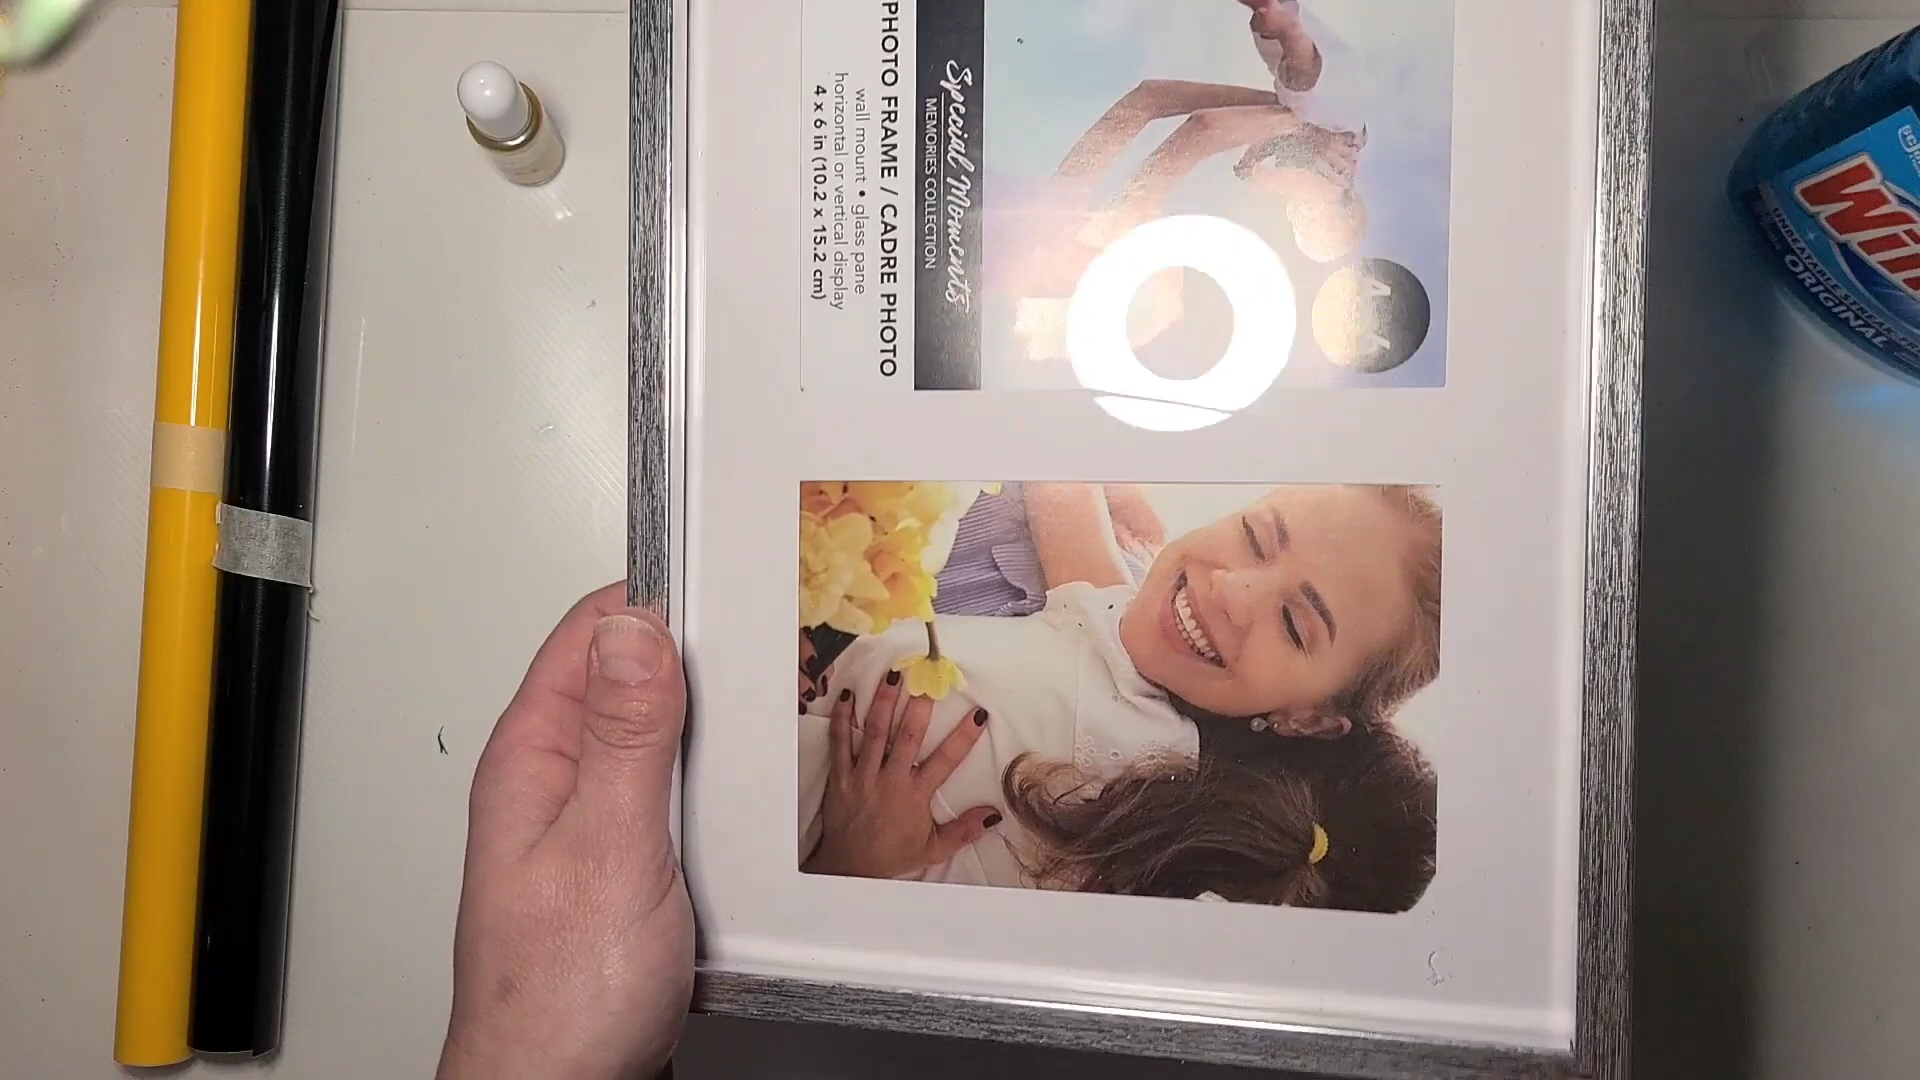 Special Moments
MEMORIES COLLECTION
PHOTO FRAME / CADRE PHOTO
wall mount • glass pane
horizontal or vertical display
4 x 6 in (10.2 x 15.2 cm)
ORIGINAL